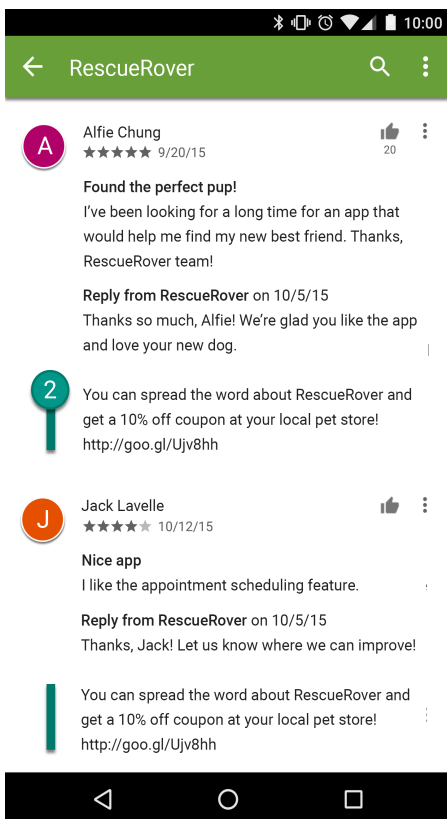 10:00
RescueRover
A
Alfie Chung
9/20/15
20
Found the perfect pup!
I've been looking for a long time for an app that
would help me find my new best friend. Thanks,
RescueRover team!
Reply from RescueRover on 10/5/15
Thanks so much, Alfie! We're glad you like the app
and love your new dog.
2
You can spread the word about RescueRover and
get a 10% off coupon at your local pet store!
http://goo.gl/Ujv8hh
J
Jack Lavelle
10/12/15
Nice app
I like the appointment scheduling feature.
Reply from RescueRover on 10/5/15
Thanks, Jack! Let us know where we can improve!
You can spread the word about RescueRover and
get a 10% off coupon at your local pet store!
http://goo.gl/Ujv8hh